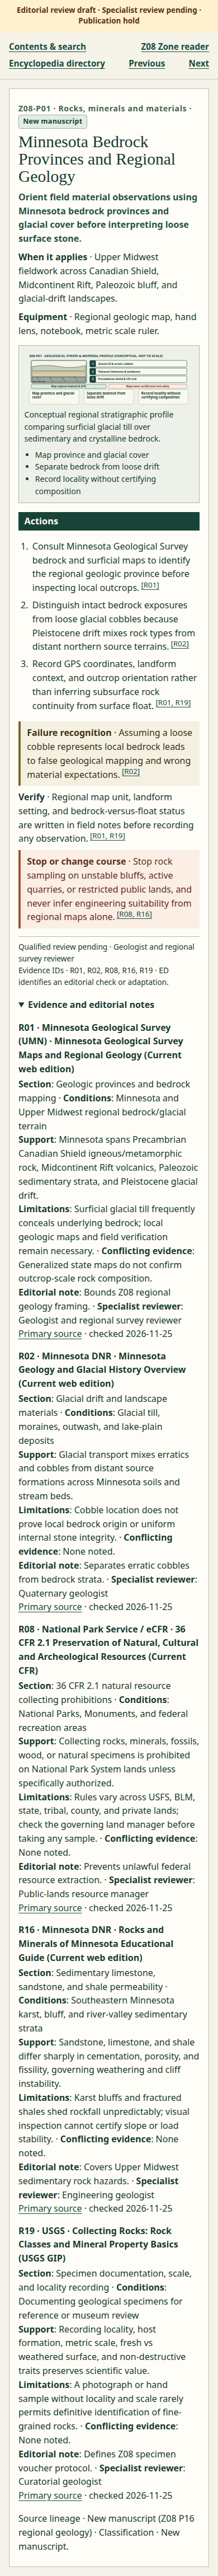 Editorial review draft · Specialist review pending ·
Publication hold
Contents & search
Z08 Zone reader
Encyclopedia directory
Previous
Next
Z08-P01 · Rocks, minerals and materials ·
New manuscript
Minnesota Bedrock
Provinces and Regional
Geology
Orient field material observations using
Minnesota bedrock provinces and
glacial cover before interpreting loose
surface stone.
When it applies · Upper Midwest
fieldwork across Canadian Shield,
Midcontinent Rift, Paleozoic bluff, and
glacial-drift landscapes.
Equipment · Regional geologic map, hand
lens, notebook, metric scale ruler.
Conceptual regional stratigraphic profile
comparing surficial glacial till over
sedimentary and crystalline bedrock.
• Map province and glacial cover
• Separate bedrock from loose drift
• Record locality without certifying
composition
Actions
1. Consult Minnesota Geological Survey
bedrock and surficial maps to identify
the regional geologic province before
inspecting local outcrops. [R01]
2. Distinguish intact bedrock exposures
from loose glacial cobbles because
Pleistocene drift mixes rock types from
distant northern source terrains. [R02]
3. Record GPS coordinates, landform
context, and outcrop orientation rather
than inferring subsurface rock
continuity from surface float. [R01, R19]
Failure recognition · Assuming a loose
cobble represents local bedrock leads
to false geological mapping and wrong
material expectations. [R02]
Verify · Regional map unit, landform
setting, and bedrock-versus-float status
are written in field notes before recording
any observation. [R01, R19]
Stop or change course · Stop rock
sampling on unstable bluffs, active
quarries, or restricted public lands, and
never infer engineering suitability from
regional maps alone. [R08, R16]
Qualified review pending · Geologist and regional
survey reviewer
Evidence IDs · R01, R02, R08, R16, R19 · ED
identifies an editorial check or adaptation.
▼ Evidence and editorial notes
R01 · Minnesota Geological Survey
(UMN) · Minnesota Geological Survey
Maps and Regional Geology (Current
web edition)
Section: Geologic provinces and bedrock
mapping · Conditions: Minnesota and
Upper Midwest regional bedrock/glacial
terrain
Support: Minnesota spans Precambrian
Canadian Shield igneous/metamorphic
rock, Midcontinent Rift volcanics, Paleozoic
sedimentary strata, and Pleistocene glacial
drift.
Limitations: Surficial glacial till frequently
conceals underlying bedrock; local
geologic maps and field verification
remain necessary. · Conflicting evidence:
Generalized state maps do not confirm
outcrop-scale rock composition.
Editorial note: Bounds Z08 regional
geology framing. · Specialist reviewer:
Geologist and regional survey reviewer
Primary source · checked 2026-11-25
R02 · Minnesota DNR · Minnesota
Geology and Glacial History Overview
(Current web edition)
Section: Glacial drift and landscape
materials · Conditions: Glacial till,
moraines, outwash, and lake-plain
deposits
Support: Glacial transport mixes erratics
and cobbles from distant source
formations across Minnesota soils and
stream beds.
Limitations: Cobble location does not
prove local bedrock origin or uniform
internal stone integrity. · Conflicting
evidence: None noted.
Editorial note: Separates erratic cobbles
from bedrock strata. · Specialist reviewer:
Quaternary geologist
Primary source · checked 2026-11-25
R08 · National Park Service / eCFR · 36
CFR 2.1 Preservation of Natural, Cultural
and Archeological Resources (Current
CFR)
Section: 36 CFR 2.1 natural resource
collecting prohibitions · Conditions:
National Parks, Monuments, and federal
recreation areas
Support: Collecting rocks, minerals, fossils,
wood, or natural specimens is prohibited
on National Park System lands unless
specifically authorized.
Limitations: Rules vary across USFS, BLM,
state, tribal, county, and private lands;
check the governing land manager before
taking any sample. · Conflicting evidence:
None noted.
Editorial note: Prevents unlawful federal
resource extraction. · Specialist reviewer:
Public-lands resource manager
Primary source · checked 2026-11-25
R16 · Minnesota DNR · Rocks and
Minerals of Minnesota Educational
Guide (Current web edition)
Section: Sedimentary limestone,
sandstone, and shale permeability ·
Conditions: Southeastern Minnesota
karst, bluff, and river-valley sedimentary
strata
Support: Sandstone, limestone, and shale
differ sharply in cementation, porosity, and
fissility, governing weathering and cliff
instability.
Limitations: Karst bluffs and fractured
shales shed rockfall unpredictably; visual
inspection cannot certify slope or load
stability. · Conflicting evidence: None
noted.
Editorial note: Covers Upper Midwest
sedimentary rock hazards. · Specialist
reviewer: Engineering geologist
Primary source · checked 2026-11-25
R19 · USGS · Collecting Rocks: Rock
Classes and Mineral Property Basics
(USGS GIP)
Section: Specimen documentation, scale,
and locality recording · Conditions:
Documenting geological specimens for
reference or museum review
Support: Recording locality, host
formation, metric scale, fresh vs
weathered surface, and non-destructive
traits preserves scientific value.
Limitations: A photograph or hand
sample without locality and scale rarely
permits definitive identification of fine-
grained rocks. · Conflicting evidence:
None noted.
Editorial note: Defines Z08 specimen
voucher protocol. · Specialist reviewer:
Curatorial geologist
Primary source · checked 2026-11-25
Source lineage · New manuscript (Z08 P16
regional geology) · Classification · New
manuscript.